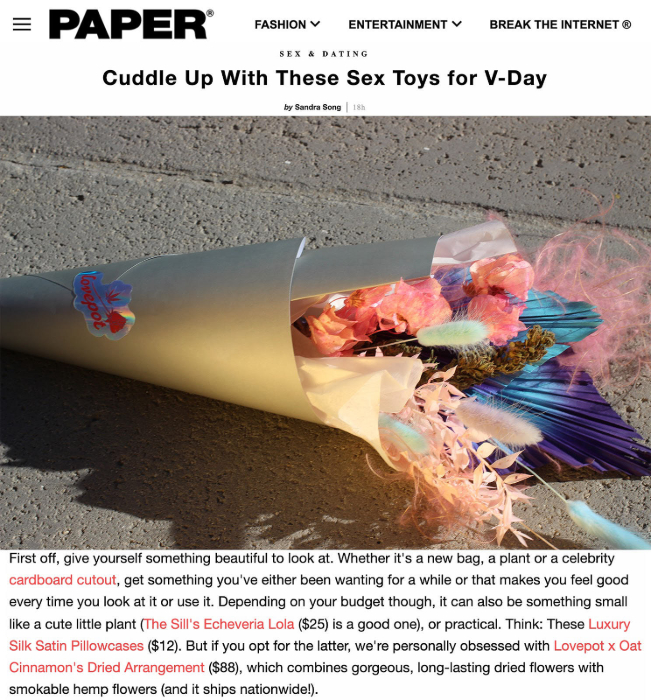 PAPER®
FASHION ENTERTAINMENT BREAK THE INTERNET ®
SEX & DATING
Cuddle Up With These Sex Toys for V-Day
by Sandra Song | 18h
lovepot
First off, give yourself something beautiful to look at. Whether it's a new bag, a plant or a celebrity
cardboard cutout, get something you've either been wanting for a while or that makes you feel good
every time you look at it or use it. Depending on your budget though, it can also be something small
like a cute little plant (The Sill's Echeveria Lola ($25) is a good one), or practical. Think: These Luxury
Silk Satin Pillowcases ($12). But if you opt for the latter, we're personally obsessed with Lovepot x Oat
Cinnamon's Dried Arrangement ($88), which combines gorgeous, long-lasting dried flowers with
smokable hemp flowers (and it ships nationwide!).